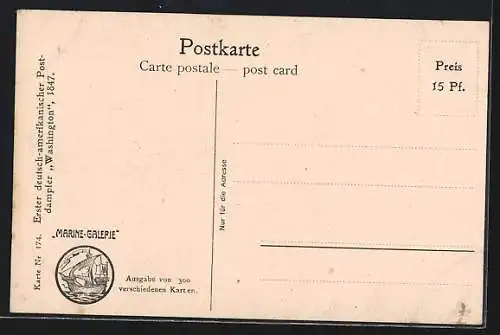 Postkarte
Carte postale — post card
Preis
15 Pf.
Karte Nr 174. Erster deutsch-amerikanischer Post-
dampfer „Washington“, 1847.
Nur für die Adresse
„MARINE-GALERIE“
Ausgabe von 300
verschiedenen Karten.